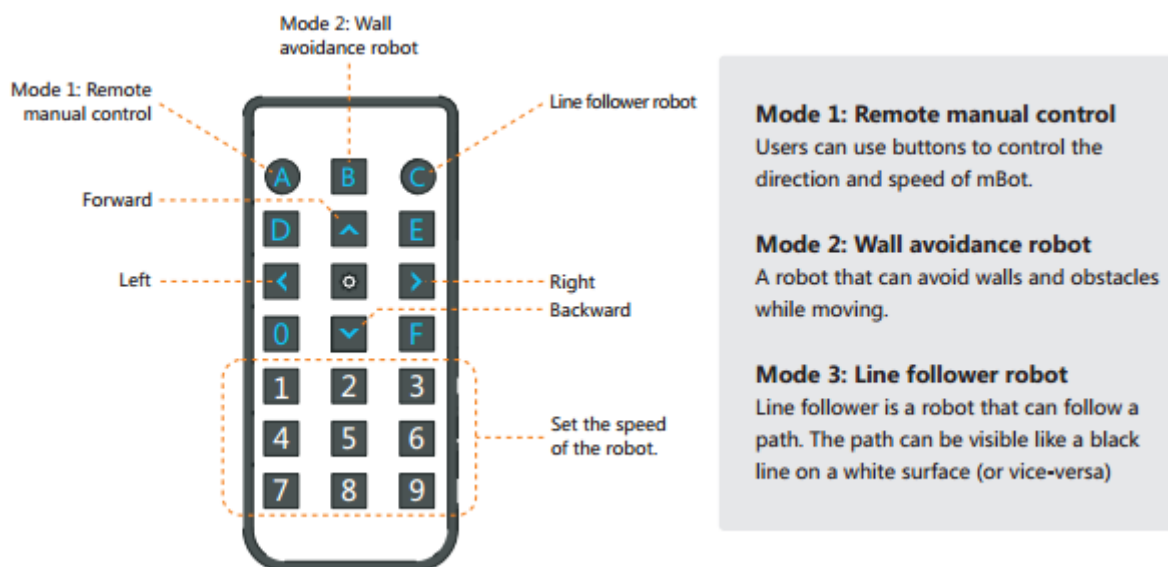 Mode 2: Wall
avoidance robot
Mode 1: Remote
manual control
Line follower robot
A B C
Forward
D E
Left
Right
Backward
0 F
1 2 3
4 5 6
7 8 9
Set the speed
of the robot.
Mode 1: Remote manual control
Users can use buttons to control the
direction and speed of mBot.
Mode 2: Wall avoidance robot
A robot that can avoid walls and obstacles
while moving.
Mode 3: Line follower robot
Line follower is a robot that can follow a
path. The path can be visible like a black
line on a white surface (or vice-versa)